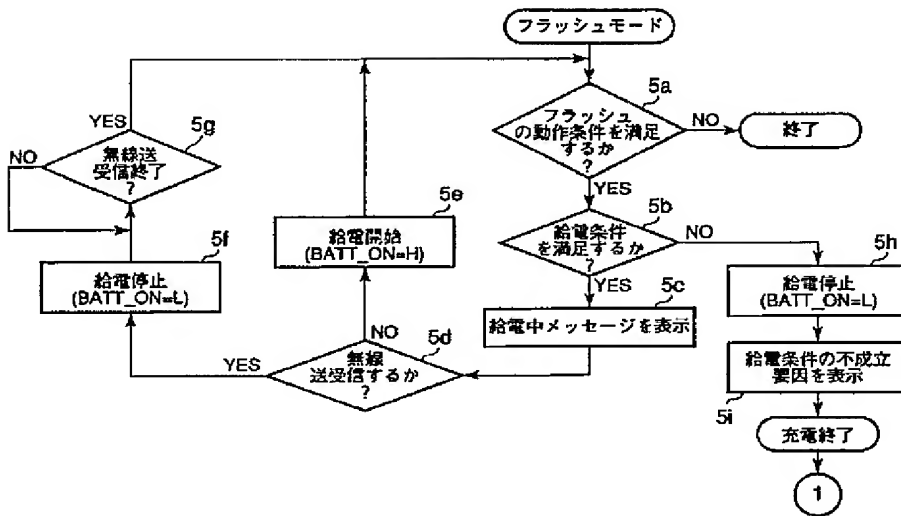 フラッシュモード
5a
フラッシュ
の動作条件を満足
するか
?
NO
終了
YES
5b
給電条件
を満足するか
?
NO
YES
5h
給電停止
(BATT_ON=L)
給電条件の不成立
要因を表示
5i
充電終了
1
5c
給電中メッセージを表示
5d
無線
送受信するか
?
NO
YES
5e
給電開始
(BATT_ON=H)
5f
給電停止
(BATT_ON=L)
5g
無線送
受信終了
?
NO
YES